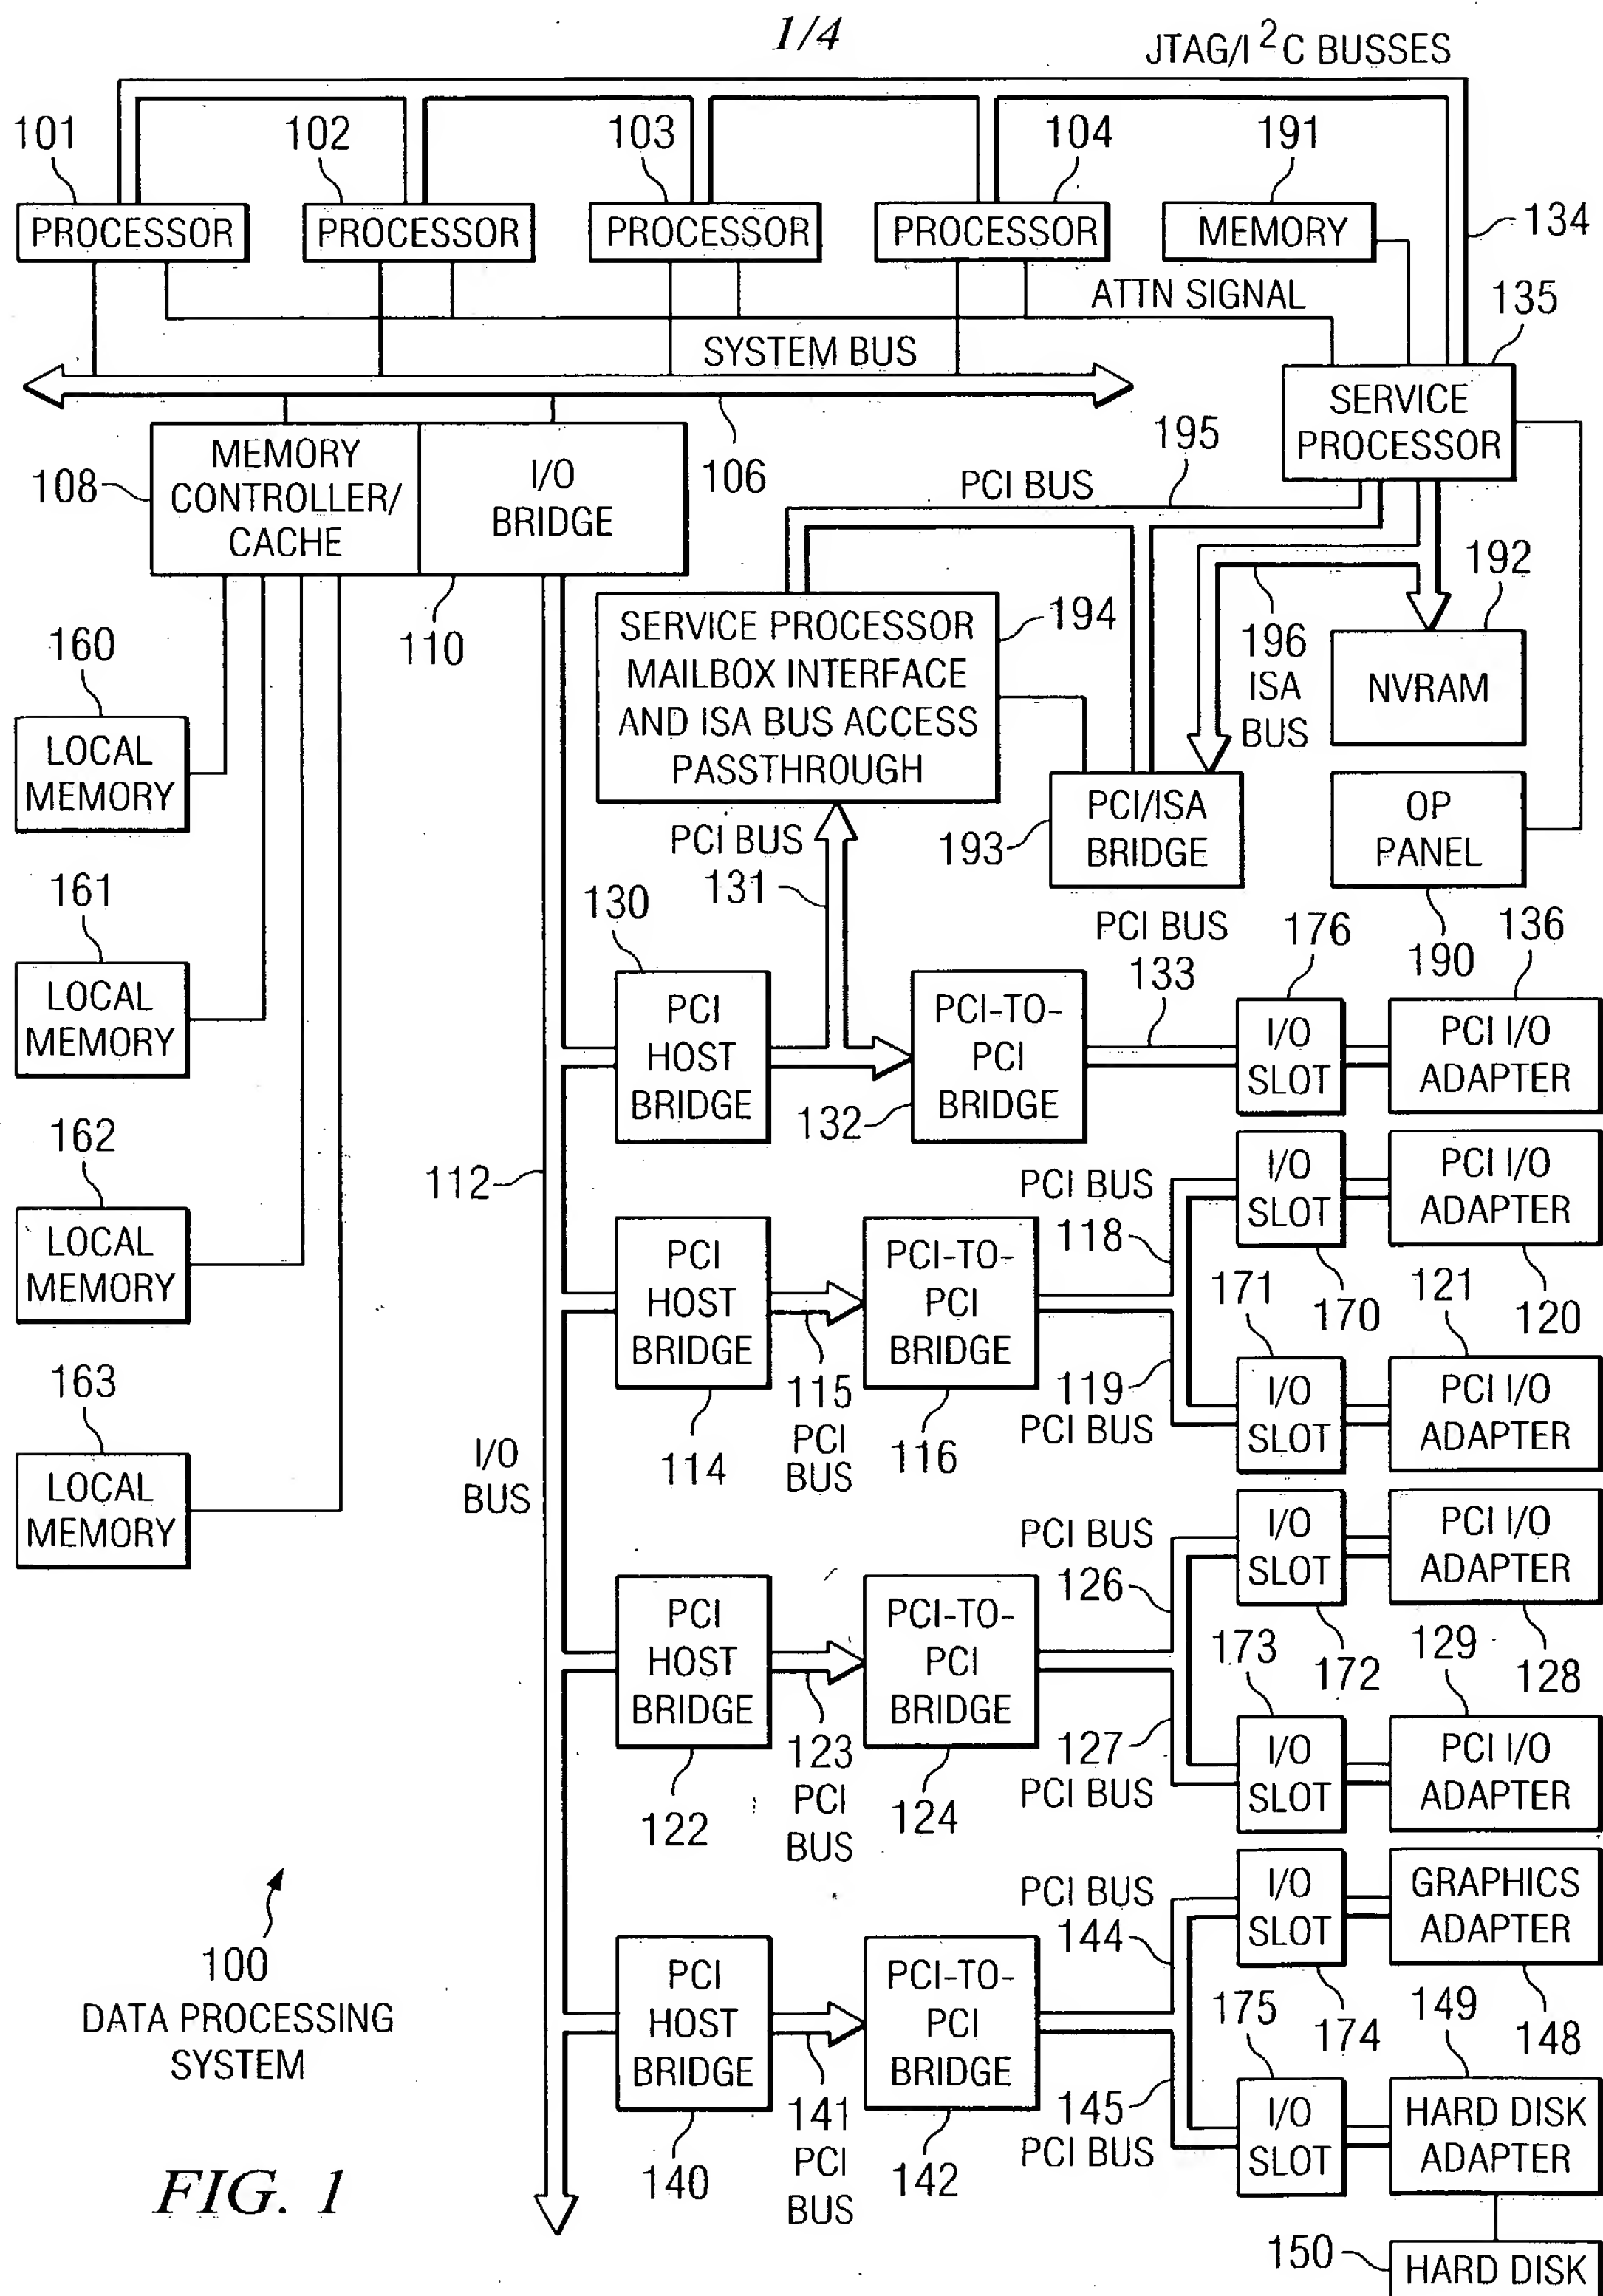 1/4
JTAG/I 2C BUSSES
101
102
103
104
191
PROCESSOR
PROCESSOR
PROCESSOR
PROCESSOR
MEMORY
134
ATTN SIGNAL
135
SYSTEM BUS
SERVICE
PROCESSOR
108
MEMORY
CONTROLLER/
CACHE
I/O
BRIDGE
106
195
PCI BUS
110
192
194
SERVICE PROCESSOR
MAILBOX INTERFACE
AND ISA BUS ACCESS
PASSTHROUGH
196
ISA
BUS
NVRAM
160
LOCAL
MEMORY
193
PCI/ISA
BRIDGE
OP
PANEL
190
PCI BUS
131
130
PCI BUS
133
176
136
161
LOCAL
MEMORY
PCI
HOST
BRIDGE
132
PCI-TO-
PCI
BRIDGE
I/O
SLOT
PCI I/O
ADAPTER
162
LOCAL
MEMORY
112
PCI BUS
118
I/O
SLOT
PCI I/O
ADAPTER
PCI
HOST
BRIDGE
PCI-TO-
PCI
BRIDGE
171
170
121
120
163
LOCAL
MEMORY
I/O
BUS
114
115
PCI
BUS
116
119
PCI BUS
I/O
SLOT
PCI I/O
ADAPTER
PCI BUS
126
I/O
SLOT
PCI I/O
ADAPTER
PCI
HOST
BRIDGE
PCI-TO-
PCI
BRIDGE
173
172
129
128
122
123
PCI
BUS
124
127
PCI BUS
I/O
SLOT
PCI I/O
ADAPTER
PCI BUS
144
I/O
SLOT
GRAPHICS
ADAPTER
100
DATA PROCESSING
SYSTEM
PCI
HOST
BRIDGE
PCI-TO-
PCI
BRIDGE
175
174
149
148
140
141
PCI
BUS
142
145
PCI BUS
I/O
SLOT
HARD DISK
ADAPTER
FIG. 1
150
HARD DISK